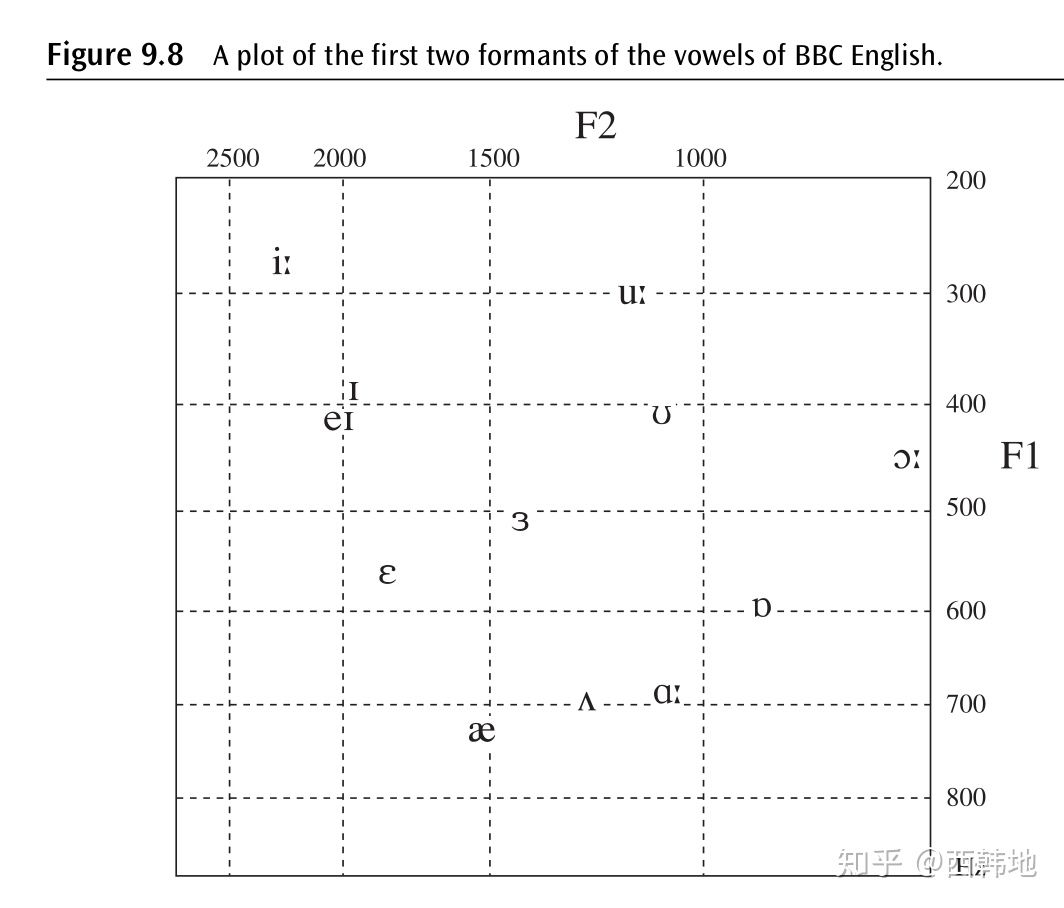 Figure 9.8 A plot of the first two formants of the vowels of BBC English.
F2
2500 2000 1500 1000
200
iː
uː 300
ɪ
400
eɪ ʊ
ɔː F1
500
ɜ
ɛ
ɒ 600
ɑː
ʌ 700
æ
800
知乎 @西韩地
Hz